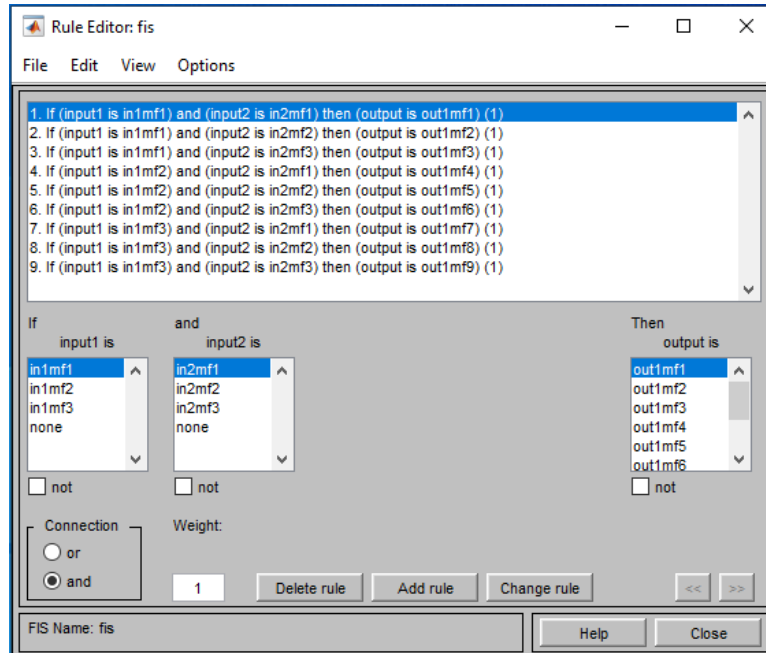 Rule Editor: fis
File Edit View Options
1. If (input1 is in1mf1) and (input2 is in2mf1) then (output is out1mf1) (1)
2. If (input1 is in1mf1) and (input2 is in2mf2) then (output is out1mf2) (1)
3. If (input1 is in1mf1) and (input2 is in2mf3) then (output is out1mf3) (1)
4. If (input1 is in1mf2) and (input2 is in2mf1) then (output is out1mf4) (1)
5. If (input1 is in1mf2) and (input2 is in2mf2) then (output is out1mf5) (1)
6. If (input1 is in1mf2) and (input2 is in2mf3) then (output is out1mf6) (1)
7. If (input1 is in1mf3) and (input2 is in2mf1) then (output is out1mf7) (1)
8. If (input1 is in1mf3) and (input2 is in2mf2) then (output is out1mf8) (1)
9. If (input1 is in1mf3) and (input2 is in2mf3) then (output is out1mf9) (1)
If and Then
input1 is input2 is output is
in1mf1 in2mf1 out1mf1
in1mf2 in2mf2 out1mf2
in1mf3 in2mf3 out1mf3
none none out1mf4
out1mf5
out1mf6
not not not
Connection Weight:
or
and 1 Delete rule Add rule Change rule << >>
FIS Name: fis Help Close